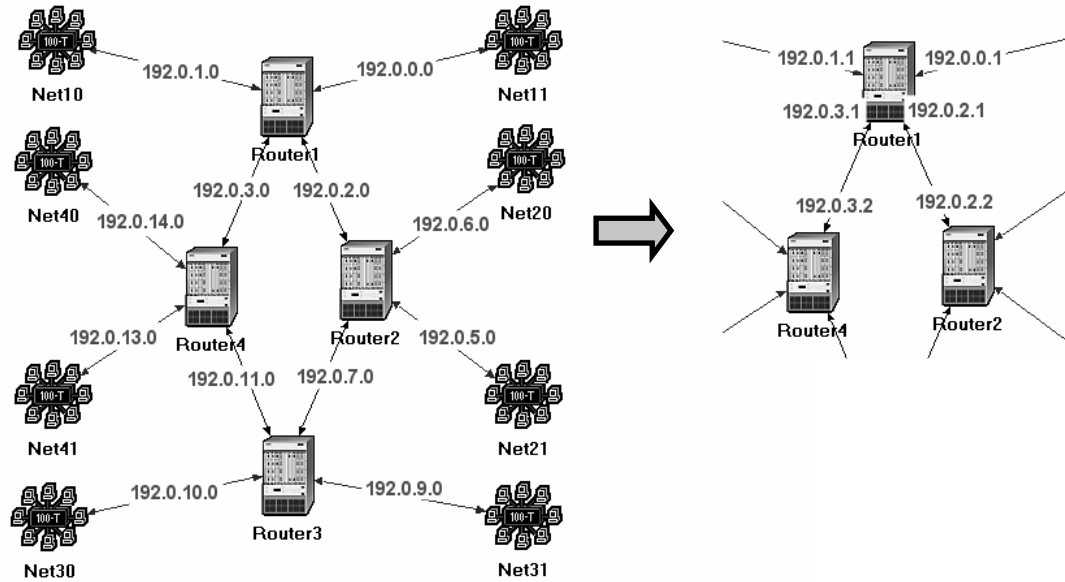 100-T
Net10
192.0.1.0
192.0.0.0
100-T
Net11
Router1
100-T
Net40
192.0.3.0
192.0.2.0
100-T
Net20
192.0.14.0
192.0.6.0
Router4
Router2
192.0.13.0
192.0.5.0
192.0.11.0
192.0.7.0
100-T
Net41
100-T
Net21
192.0.10.0
192.0.9.0
Router3
100-T
Net30
100-T
Net31
192.0.1.1
192.0.0.1
192.0.3.1
192.0.2.1
Router1
192.0.3.2
192.0.2.2
Router4
Router2